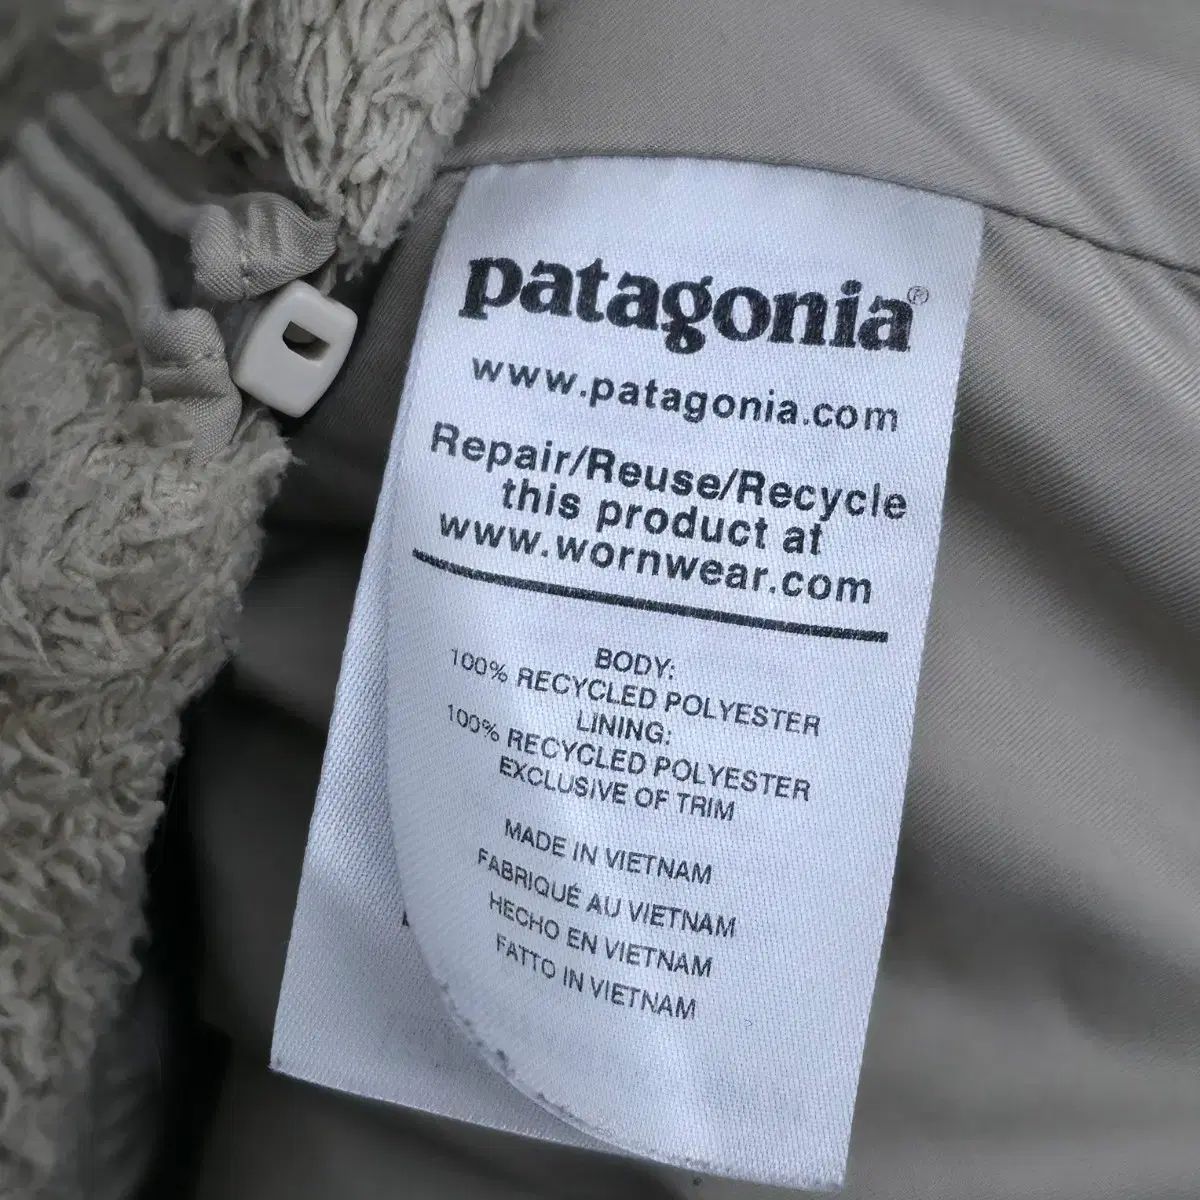 patagonia®
www.patagonia.com
Repair/Reuse/Recycle
this product at
www.wornwear.com
BODY:
100% RECYCLED POLYESTER
LINING:
100% RECYCLED POLYESTER
EXCLUSIVE OF TRIM
MADE IN VIETNAM
FABRIQUÉ AU VIETNAM
HECHO EN VIETNAM
FATTO IN VIETNAM